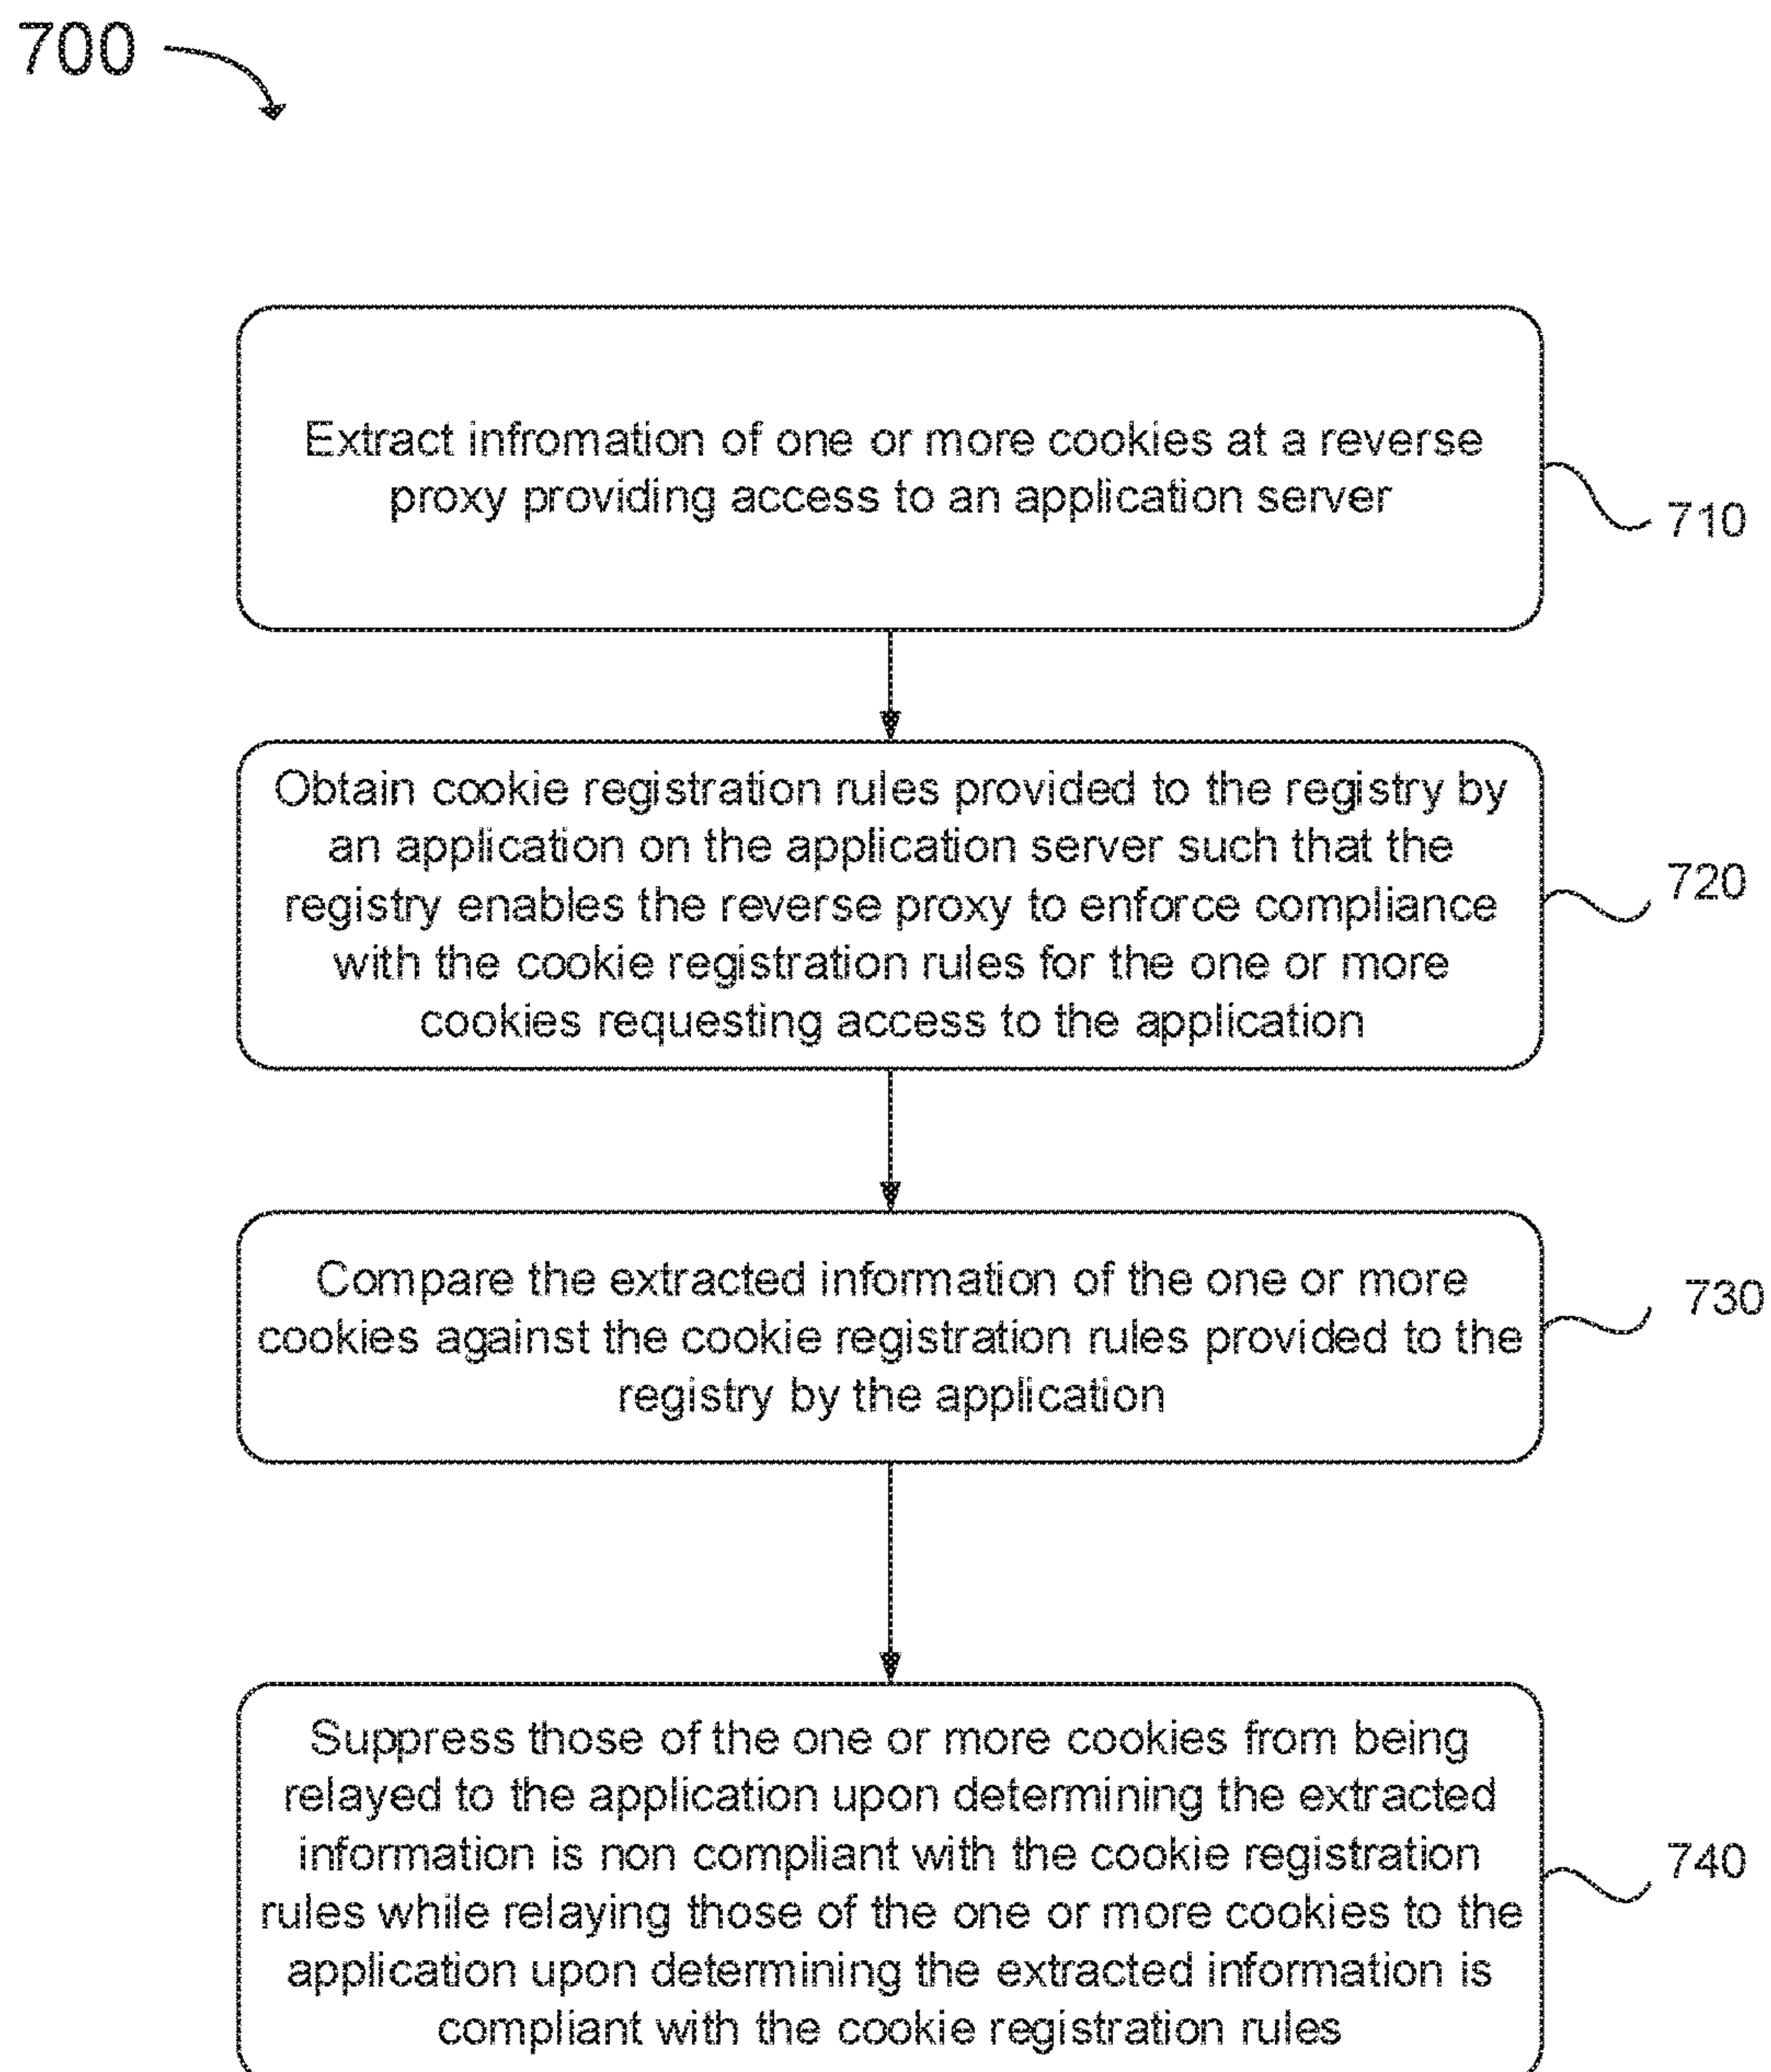 700
Extract infromation of one or more cookies at a reverse
proxy providing access to an application server
710
Obtain cookie registration rules provided to the registry by
an application on the application server such that the
registry enables the reverse proxy to enforce compliance
with the cookie registration rules for the one or more
cookies requesting access to the application
720
Compare the extracted information of the one or more
cookies against the cookie registration rules provided to the
registry by the application
730
Suppress those of the one or more cookies from being
relayed to the application upon determining the extracted
information is non compliant with the cookie registration
rules while relaying those of the one or more cookies to the
application upon determining the extracted information is
compliant with the cookie registration rules
740